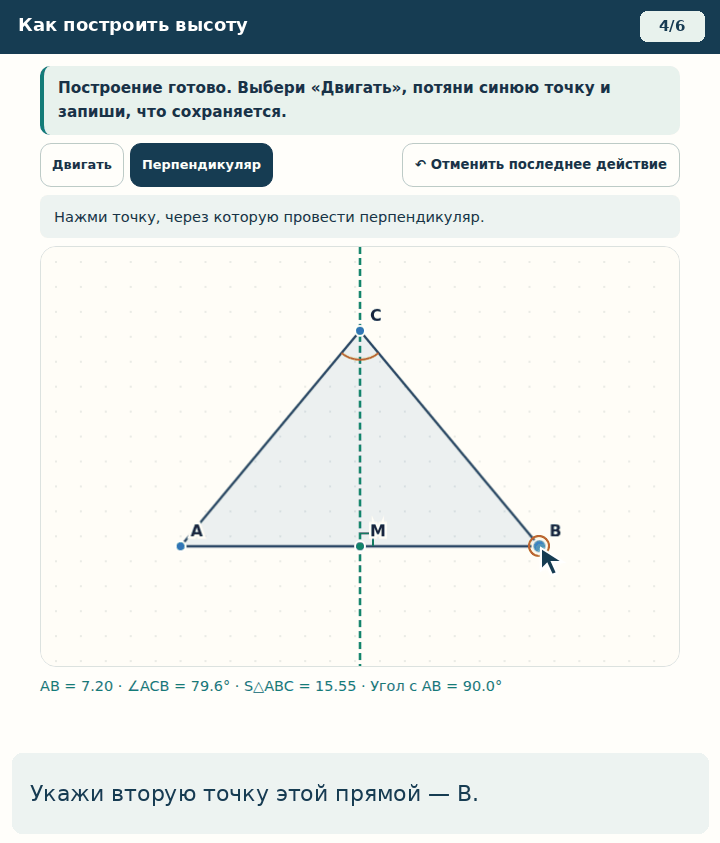 Как построить высоту
4/6
Построение готово. Выбери «Двигать», потяни синюю точку и
запиши, что сохраняется.
Двигать
Перпендикуляр
↶ Отменить последнее действие
Нажми точку, через которую провести перпендикуляр.
C
A
M
B
AB = 7.20 · ∠ACB = 79.6° · S△ABC = 15.55 · Угол с AB = 90.0°
Укажи вторую точку этой прямой — B.